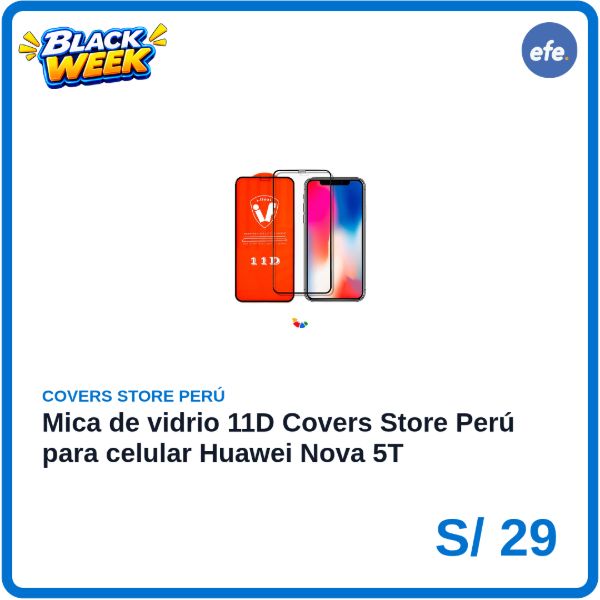 BLACK
WEEK
efe.
11D
COVERS STORE PERÚ
Mica de vidrio 11D Covers Store Perú
para celular Huawei Nova 5T
S/ 29